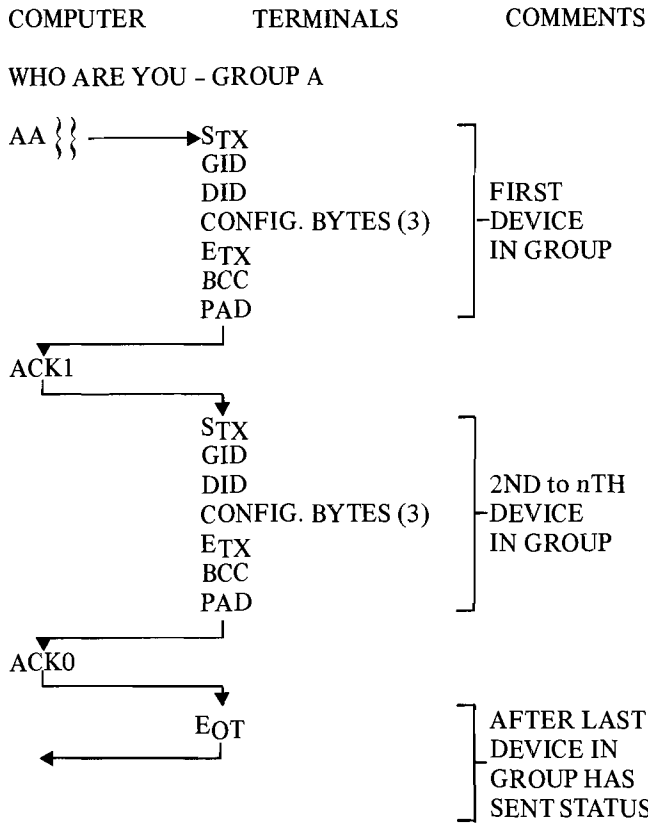 COMPUTER TERMINALS COMMENTS
WHO ARE YOU – GROUP A
AA STX
GID
DID
CONFIG. BYTES (3)
ETX
BCC
PAD
FIRST
DEVICE
IN GROUP
ACK1
STX
GID
DID
CONFIG. BYTES (3)
ETX
BCC
PAD
2ND to nTH
DEVICE
IN GROUP
ACK0
EOT
AFTER LAST
DEVICE IN
GROUP HAS
SENT STATUS